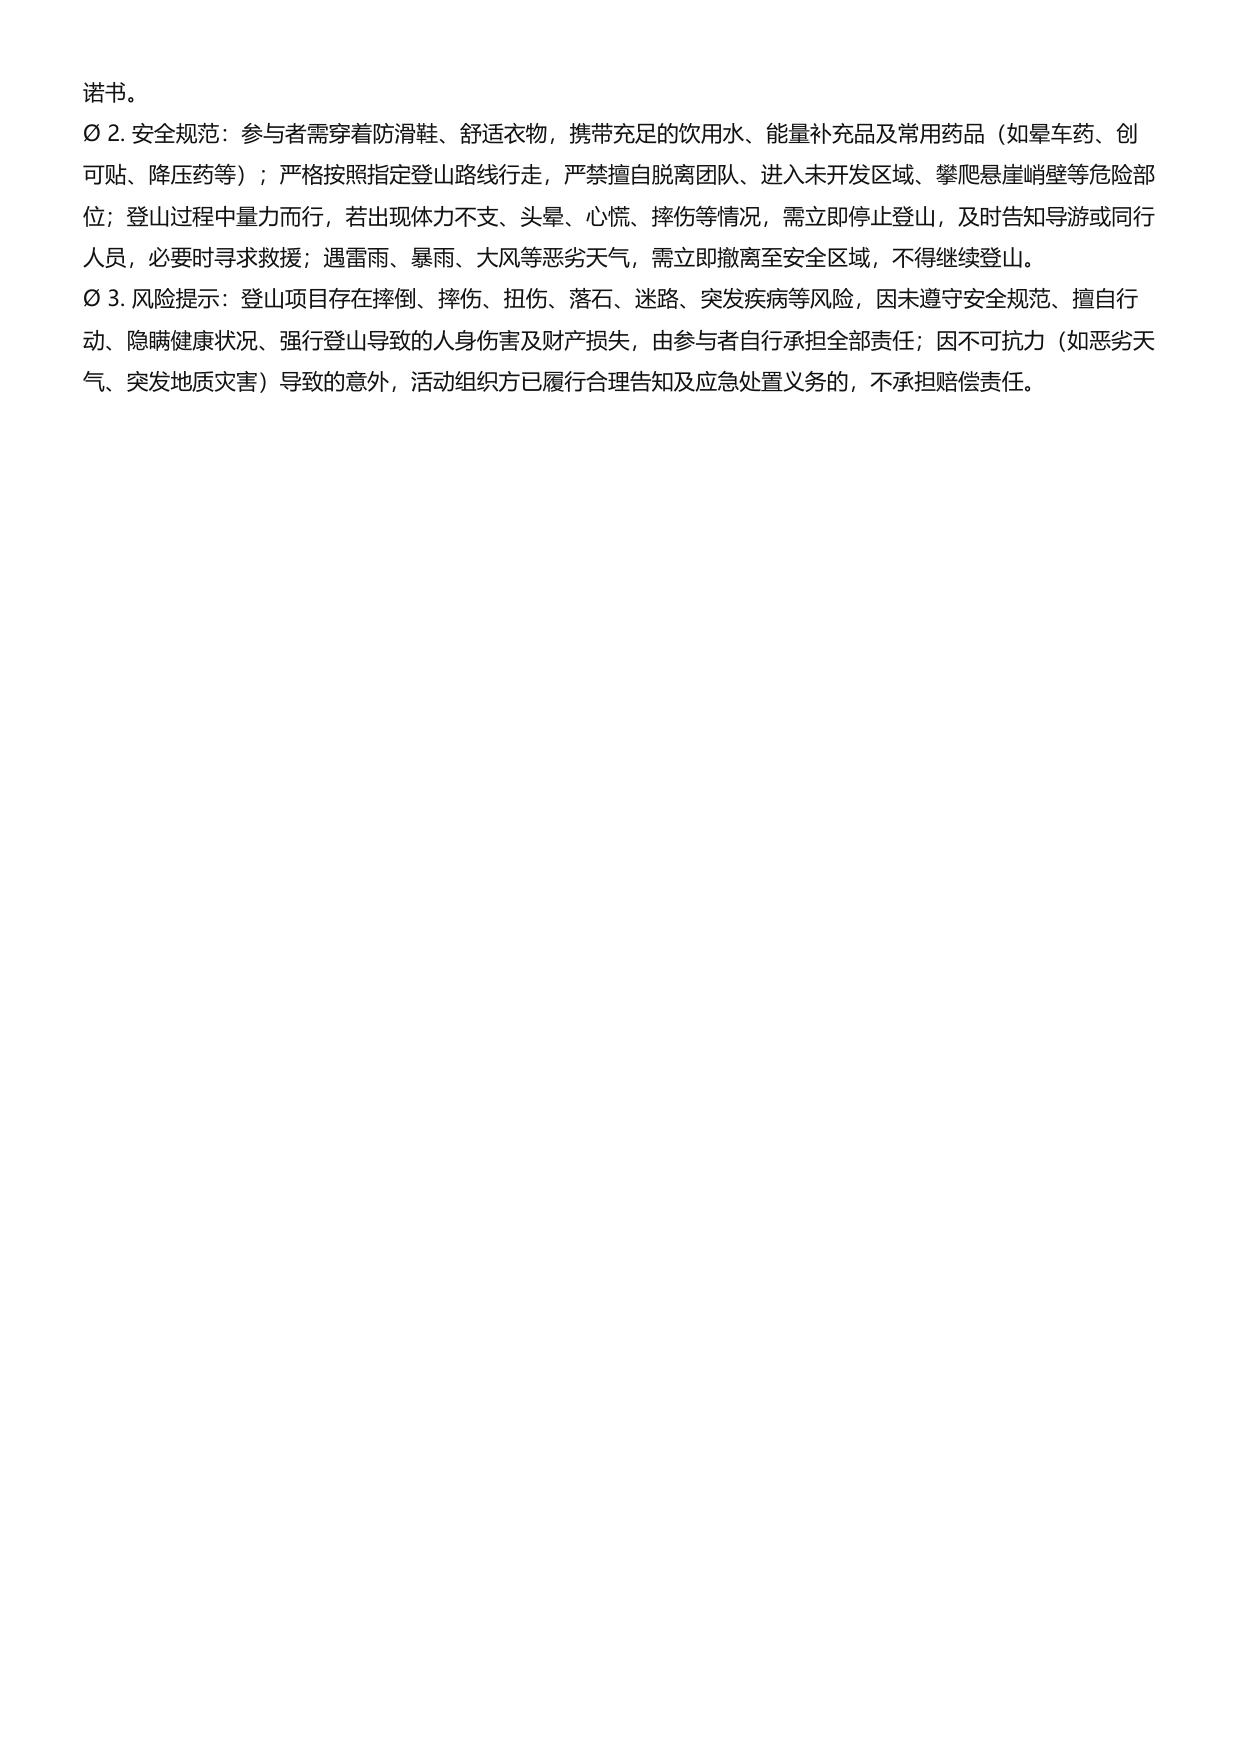 诺书。
Ø 2. 安全规范：参与者需穿着防滑鞋、舒适衣物，携带充足的饮用水、能量补充品及常用药品（如晕车药、创
可贴、降压药等）；严格按照指定登山路线行走，严禁擅自脱离团队、进入未开发区域、攀爬悬崖峭壁等危险部
位；登山过程中量力而行，若出现体力不支、头晕、心慌、摔伤等情况，需立即停止登山，及时告知导游或同行
人员，必要时寻求救援；遇雷雨、暴雨、大风等恶劣天气，需立即撤离至安全区域，不得继续登山。
Ø 3. 风险提示：登山项目存在摔倒、摔伤、扭伤、落石、迷路、突发疾病等风险，因未遵守安全规范、擅自行
动、隐瞒健康状况、强行登山导致的人身伤害及财产损失，由参与者自行承担全部责任；因不可抗力（如恶劣天
气、突发地质灾害）导致的意外，活动组织方已履行合理告知及应急处置义务的，不承担赔偿责任。